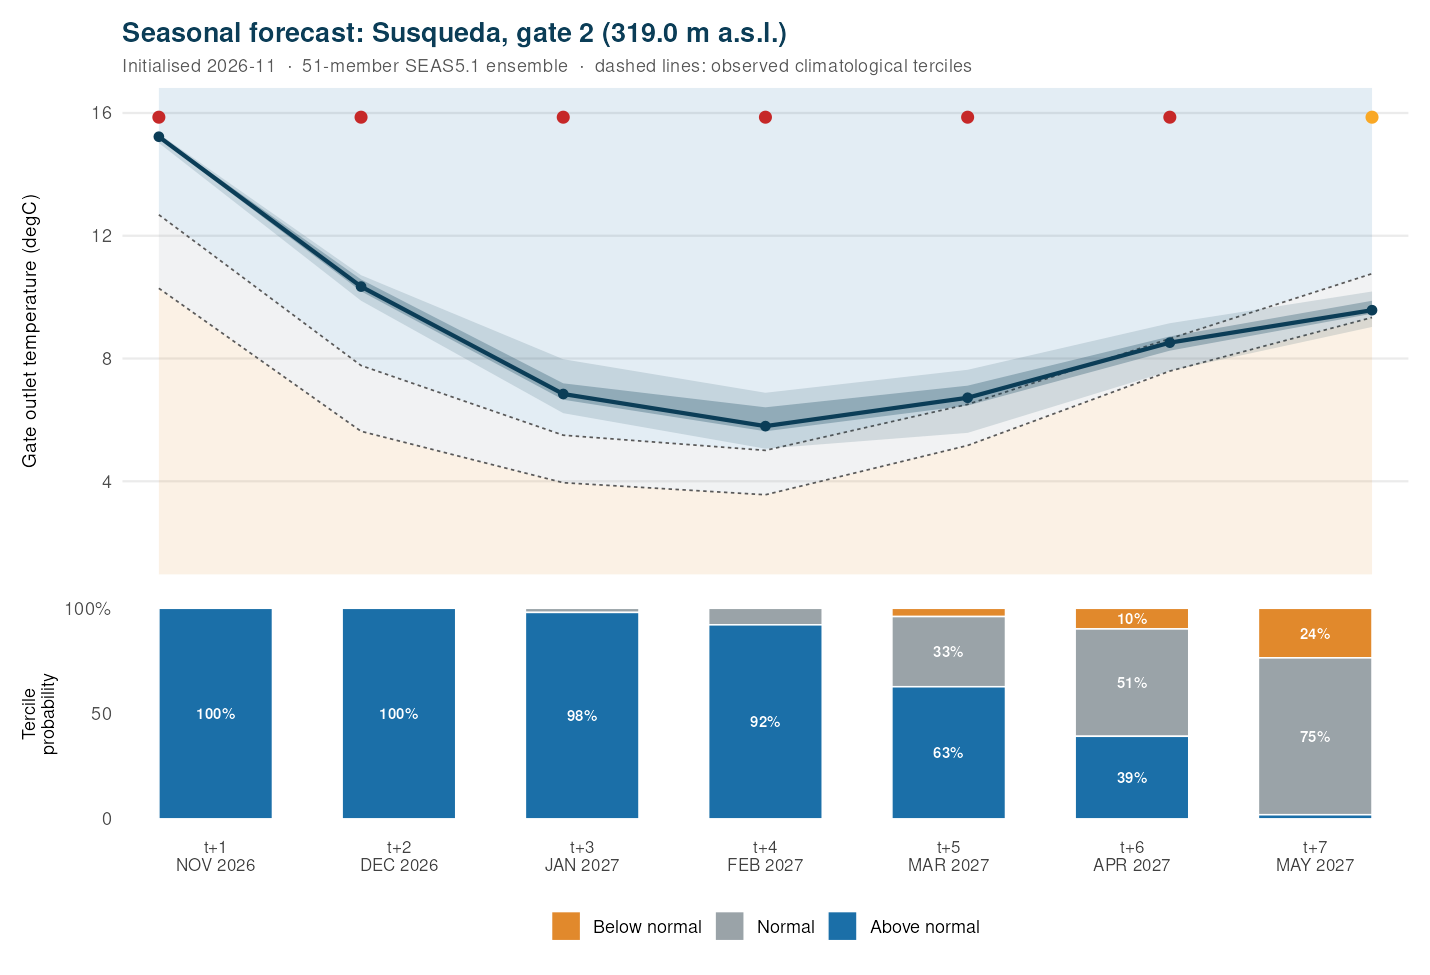 Seasonal forecast: Susqueda, gate 2 (319.0 m a.s.l.)
Initialised 2026-11 · 51-member SEAS5.1 ensemble · dashed lines: observed climatological terciles
Gate outlet temperature (degC)
16
12
8
4
Tercile
probability
100%
50
0
100%
100%
98%
92%
33%
63%
10%
51%
39%
24%
75%
t+1
NOV 2026
t+2
DEC 2026
t+3
JAN 2027
t+4
FEB 2027
t+5
MAR 2027
t+6
APR 2027
t+7
MAY 2027
Below normal
Normal
Above normal